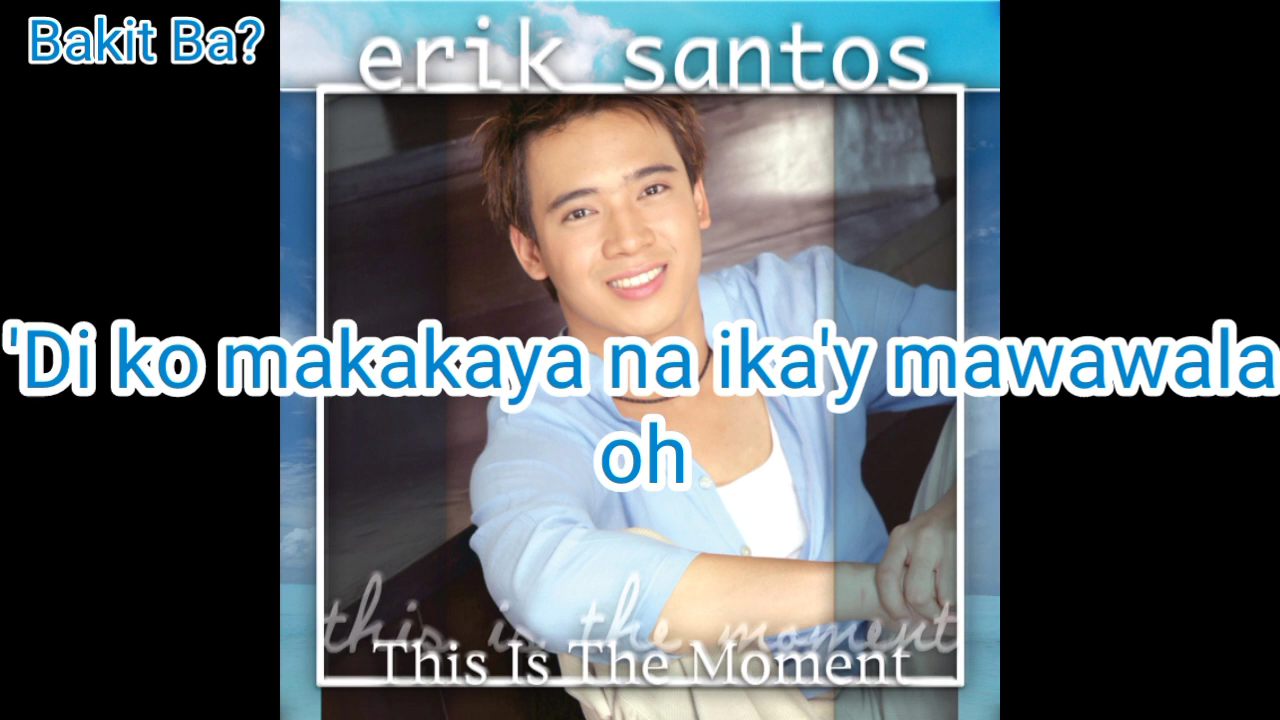 Bakit Ba?
erik santos
'Di ko makakaya na ika'y mawawala
oh
this is the moment
This Is The Moment